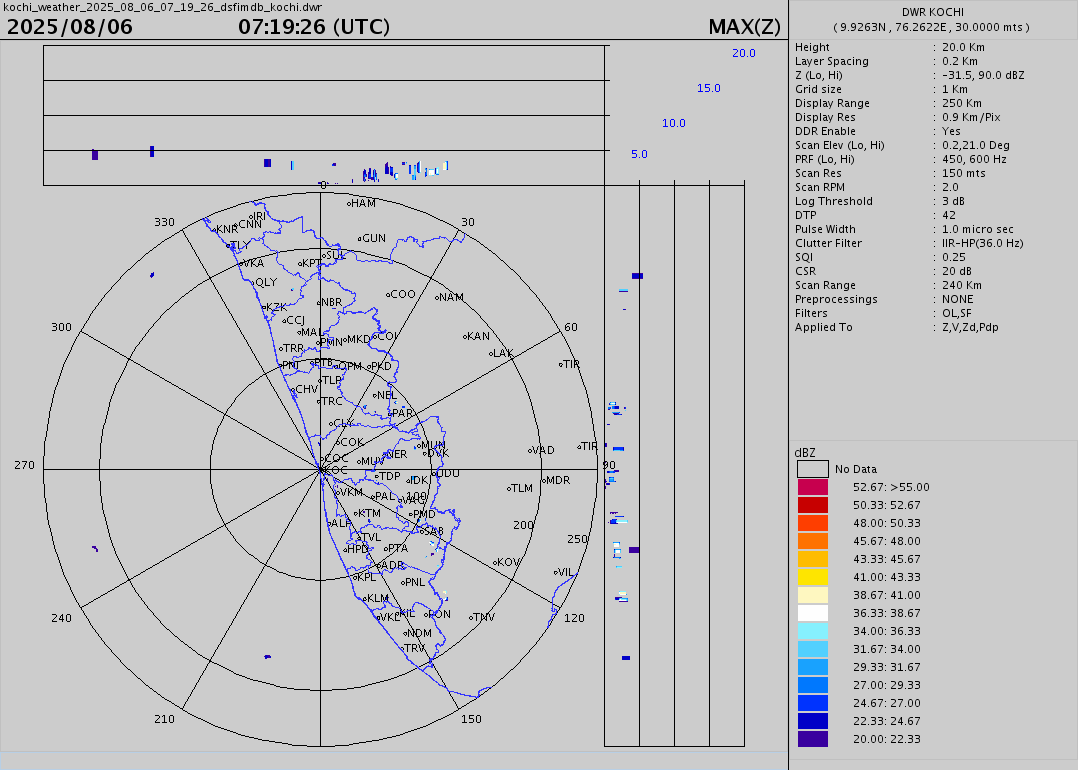 kochi_weather_2025_08_06_07_19_26_dsfimdb_kochi.dwr
2025/08/06 07:19:26 (UTC) MAX(Z)
20.0
15.0
10.0
5.0
DWR KOCHI
( 9.9263N , 76.2622E , 30.0000 mts )
Height : 20.0 Km
Layer Spacing : 0.2 Km
Z (Lo, Hi) : -31.5, 90.0 dBZ
Grid size : 1 Km
Display Range : 250 Km
Display Res : 0.9 Km/Pix
DDR Enable : Yes
Scan Elev (Lo, Hi) : 0.2,21.0 Deg
PRF (Lo, Hi) : 450, 600 Hz
Scan Res : 150 mts
Scan RPM : 2.0
Log Threshold : 3 dB
DTP : 42
Pulse Width : 1.0 micro sec
Clutter Filter : IIR-HP(36.0 Hz)
SQI : 0.25
CSR : 20 dB
Scan Range : 240 Km
Preprocessings : NONE
Filters : OL,SF
Applied To : Z,V,Zd,Pdp
0
HAM
IRI
330
CNN
30
KNR
GUN
TLY
SUL
VKA
KPT
QLY
COO
NAM
NBR
KZK
CCJ
300
60
MAL
COI
KAN
PMN
MKD
TRR
LAK
PNI
PTB
OPM
PKD
TIR
TLP
CHV
NEL
TRC
PAR
CLY
COK
MUN
TIR
VAD
DVK
NER
COC
MUV
270
90
KOC
UDU
TDP
IDK
MDR
TLM
VKM
PAL
100
VAG
KTM
PMD
ALP
200
SAB
TVL
250
HPD
PTA
KOV
ADR
VIL
KPL
PNL
KLM
KIL
PON
240
VKL
TNV
120
NDM
TRV
210
150
dBZ
No Data
52.67: >55.00
50.33: 52.67
48.00: 50.33
45.67: 48.00
43.33: 45.67
41.00: 43.33
38.67: 41.00
36.33: 38.67
34.00: 36.33
31.67: 34.00
29.33: 31.67
27.00: 29.33
24.67: 27.00
22.33: 24.67
20.00: 22.33